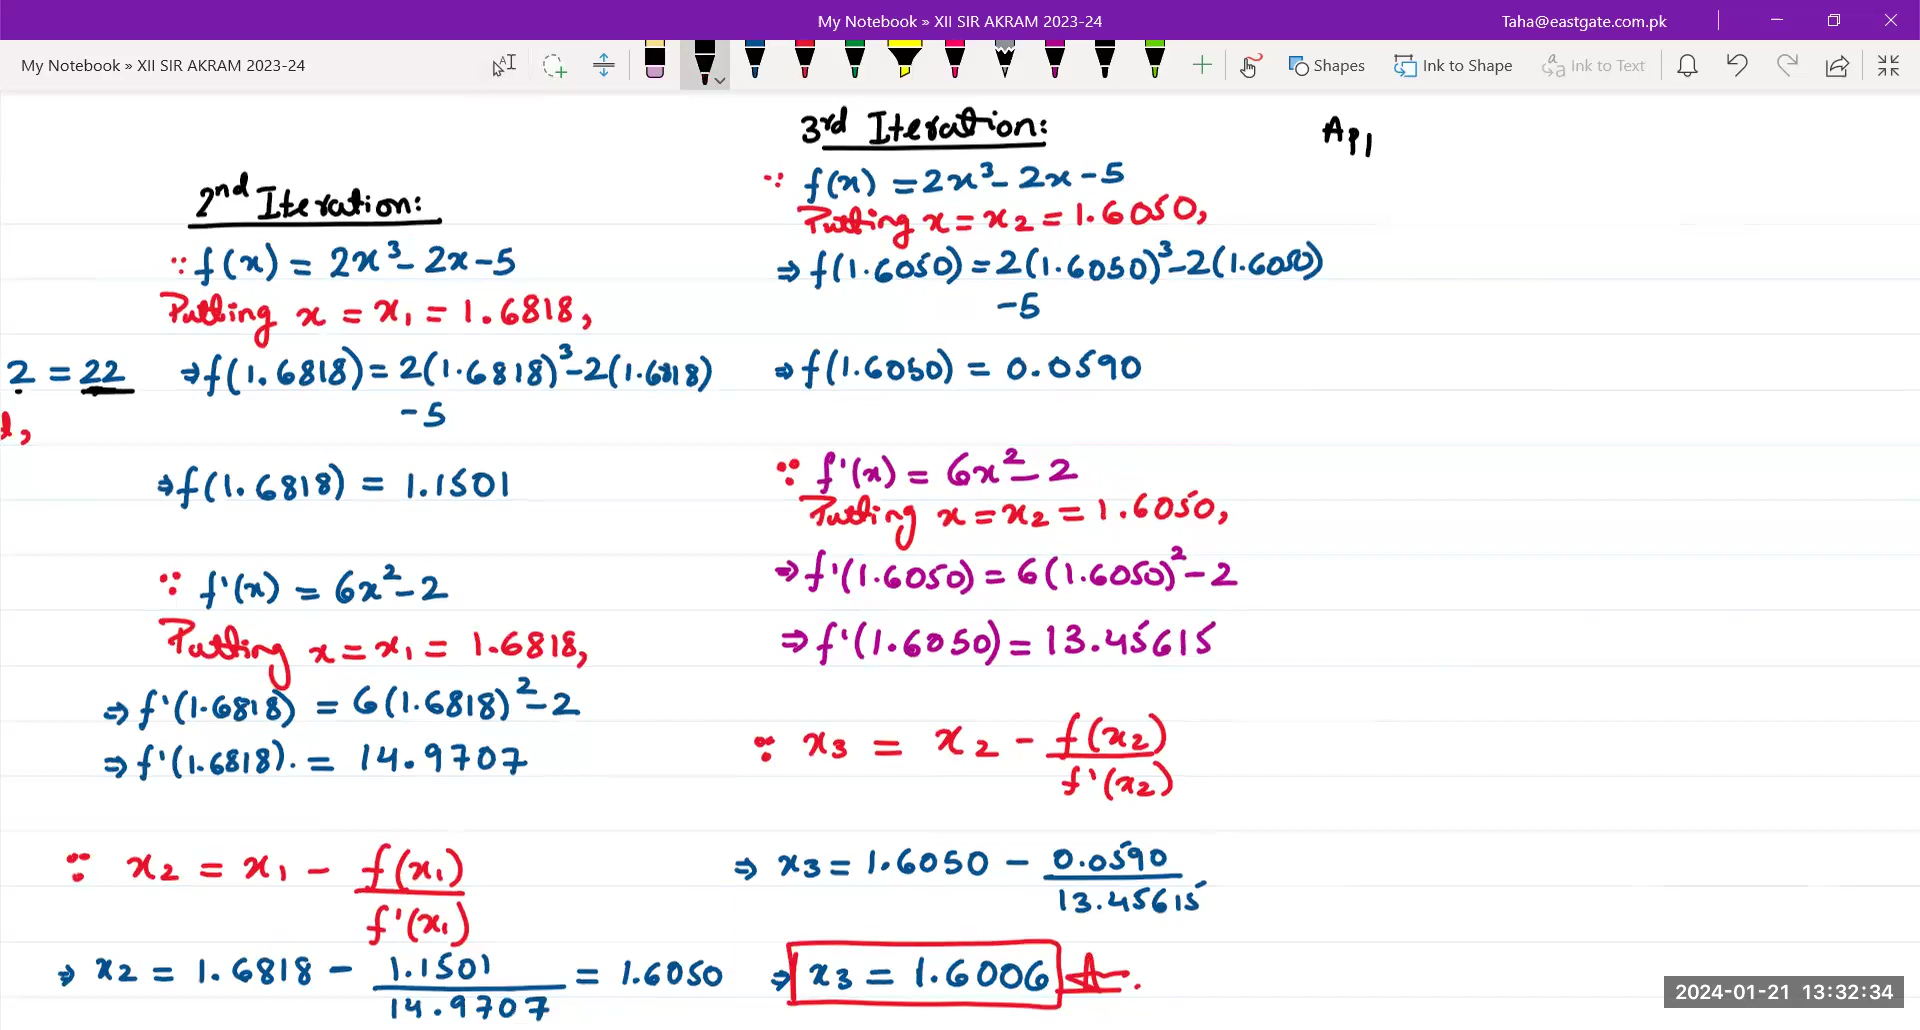 My Notebook » XII SIR AKRAM 2023-24
Taha@eastgate.com.pk
My Notebook » XII SIR AKRAM 2023-24
Shapes
Ink to Shape
Ink to Text
2 = 22
2nd Iteration:
∵ f(x) = 2x³ - 2x - 5
Putting x = x₁ = 1.6818,
⇒ f(1.6818) = 2(1.6818)³ - 2(1.6818)
-5
⇒ f(1.6818) = 1.1501
∵ f'(x) = 6x² - 2
Putting x = x₁ = 1.6818,
⇒ f'(1.6818) = 6(1.6818)² - 2
⇒ f'(1.6818). = 14.9707
∵ x₂ = x₁ - f(x₁)/f'(x₁)
⇒ x₂ = 1.6818 - 1.1501/14.9707 = 1.6050
3rd Iteration:
∵ f(x) = 2x³ - 2x - 5
Putting x = x₂ = 1.6050,
⇒ f(1.6050) = 2(1.6050)³ - 2(1.6050)
-5
⇒ f(1.6050) = 0.0590
∵ f'(x) = 6x² - 2
Putting x = x₂ = 1.6050,
⇒ f'(1.6050) = 6(1.6050)² - 2
⇒ f'(1.6050) = 13.45615
∵ x₃ = x₂ - f(x₂)/f'(x₂)
⇒ x₃ = 1.6050 - 0.0590/13.45615
⇒ x₃ = 1.6006
2024-01-21 13:32:34